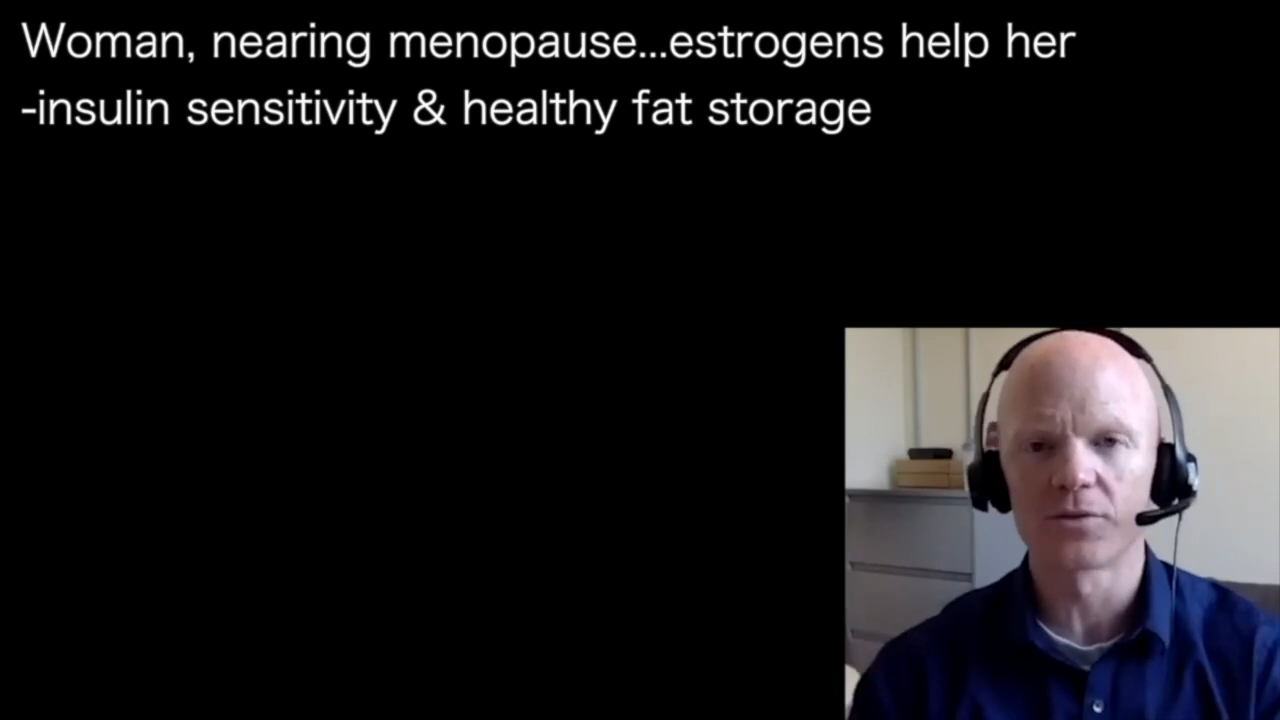 Woman, nearing menopause...estrogens help her
-insulin sensitivity & healthy fat storage